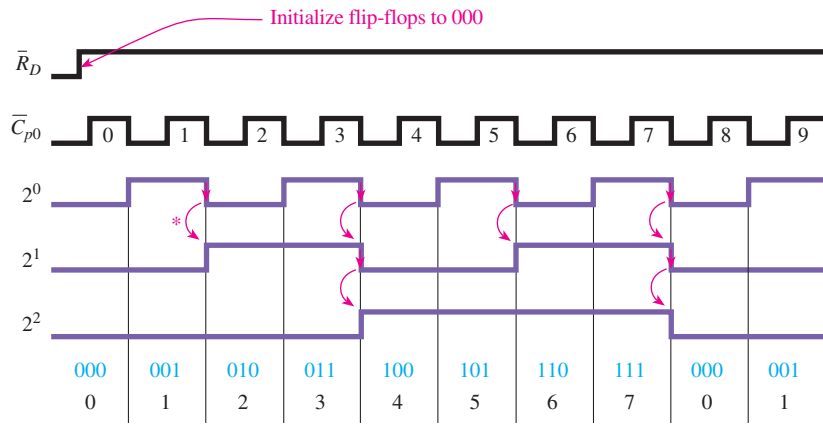 Initialize flip-flops to 000
R̅_D
C̅_p0
0 1 2 3 4 5 6 7 8 9
2⁰
*
2¹
2²
000 001 010 011 100 101 110 111 000 001
0 1 2 3 4 5 6 7 0 1